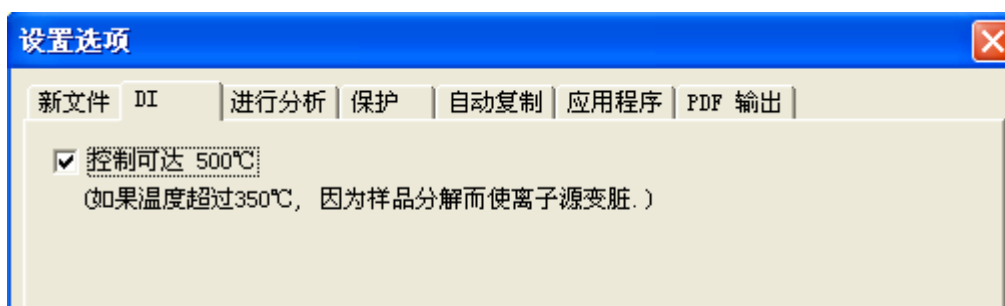 设置选项
新文件 DI 进行分析 保护 自动复制 应用程序 PDF 输出
控制可达 500℃
(如果温度超过350℃, 因为样品分解而使离子源变脏.)